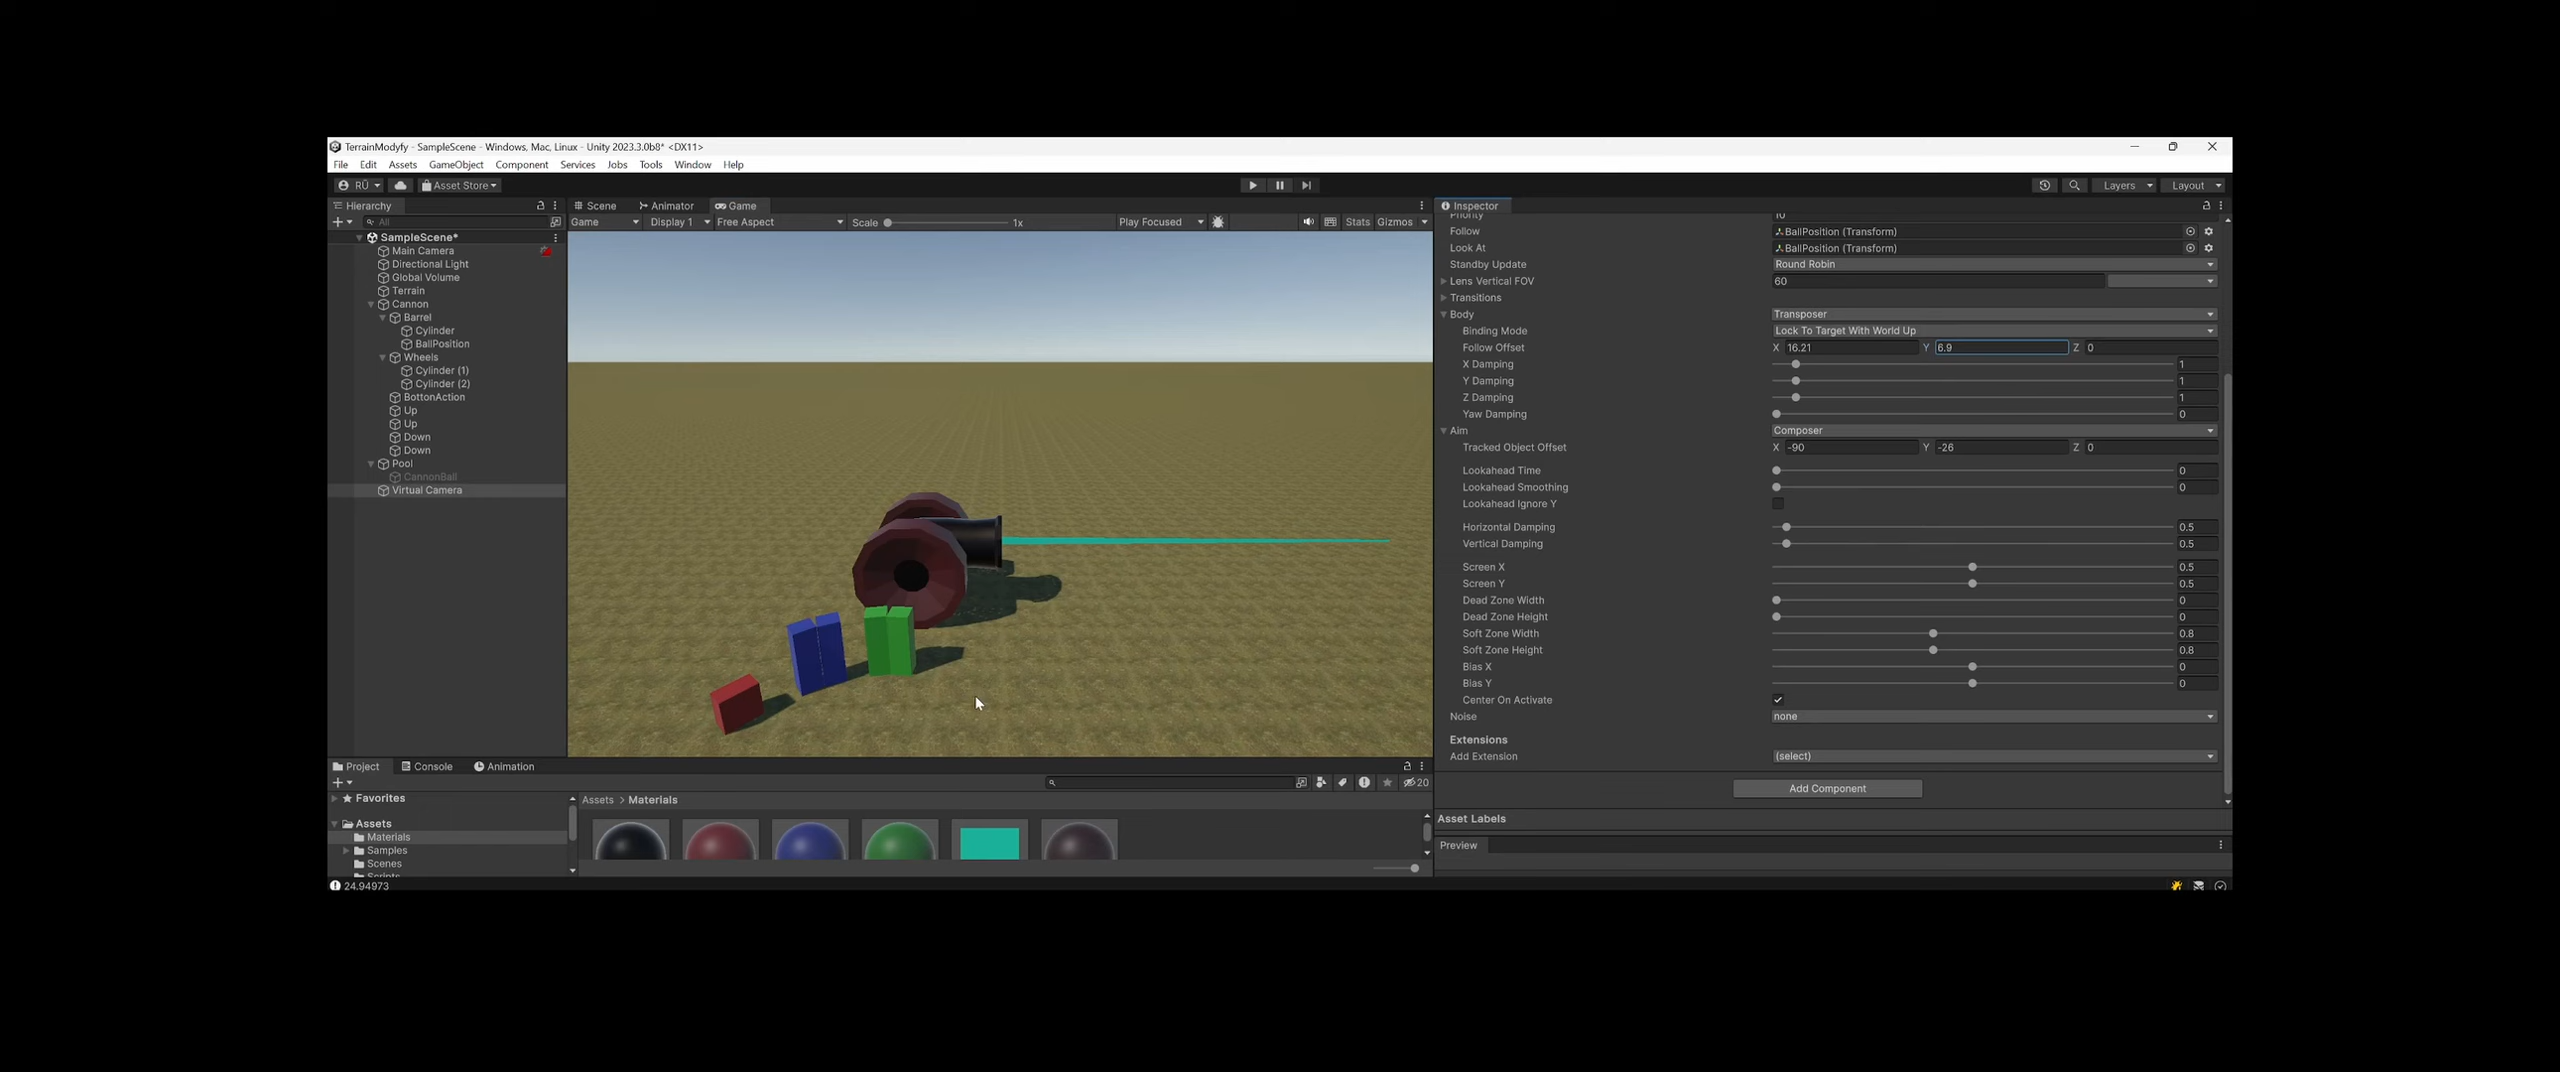 TerrainModyfy - SampleScene - Windows, Mac, Linux - Unity 2023.3.0b8* <DX11>
File Edit Assets GameObject Component Services Jobs Tools Window Help
RÜ Asset Store Layers Layout
Hierarchy
All
SampleScene*
Main Camera
Directional Light
Global Volume
Terrain
Cannon
Barrel
Cylinder
BallPosition
Wheels
Cylinder (1)
Cylinder (2)
BottonAction
Up
Up
Down
Down
Pool
CannonBall
Virtual Camera
Scene Animator Game
Game Display 1 Free Aspect Scale 1x Play Focused Stats Gizmos
Inspector
Priority 10
Follow BallPosition (Transform)
Look At BallPosition (Transform)
Standby Update Round Robin
Lens Vertical FOV 60
Transitions
Body Transposer
Binding Mode Lock To Target With World Up
Follow Offset X 16.21 Y 6.9 Z 0
X Damping 1
Y Damping 1
Z Damping 1
Yaw Damping 0
Aim Composer
Tracked Object Offset X -90 Y -26 Z 0
Lookahead Time 0
Lookahead Smoothing 0
Lookahead Ignore Y
Horizontal Damping 0.5
Vertical Damping 0.5
Screen X 0.5
Screen Y 0.5
Dead Zone Width 0
Dead Zone Height 0
Soft Zone Width 0.8
Soft Zone Height 0.8
Bias X 0
Bias Y 0
Center On Activate
Noise none
Extensions
Add Extension (select)
Add Component
Asset Labels
Preview
Project Console Animation
20
Favorites
Assets
Materials
Samples
Scenes
Scripts
Assets > Materials
24.94973